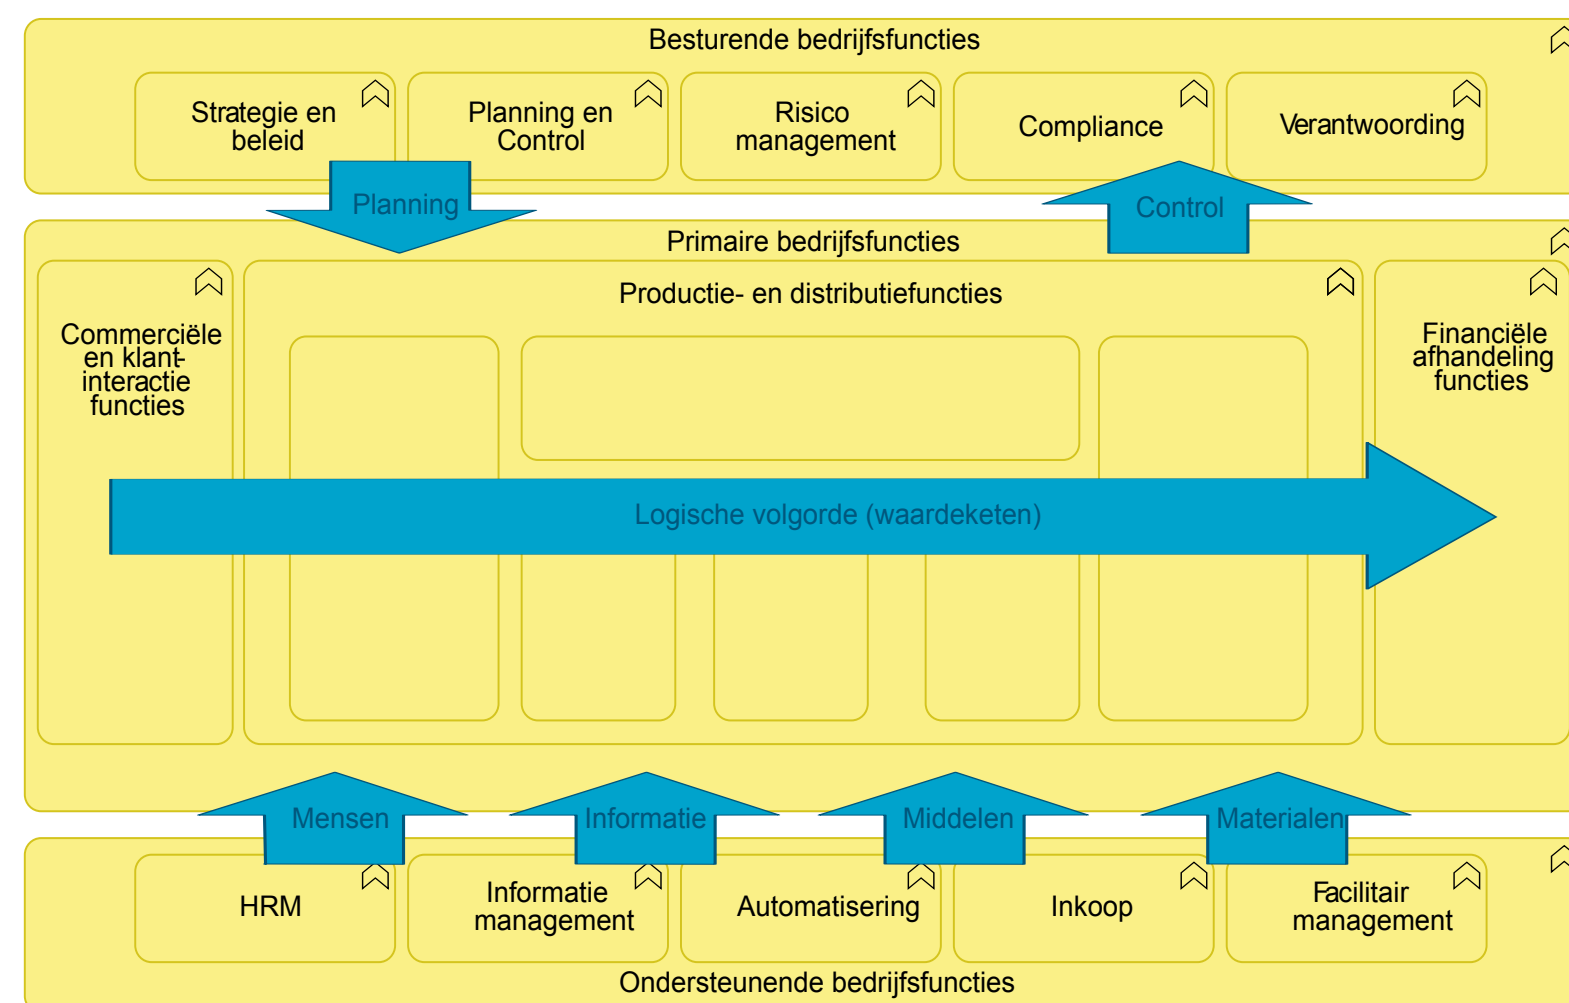 Besturende bedrijfsfuncties
Strategie en
beleid
Planning en
Control
Risico
management
Compliance
Verantwoording
Planning
Control
Primaire bedrijfsfuncties
Productie- en distributiefuncties
Commerciële
en klant-
interactie
functies
Financiële
afhandeling
functies
Logische volgorde (waardeketen)
Mensen
Informatie
Middelen
Materialen
HRM
Informatie
management
Automatisering
Inkoop
Facilitair
management
Ondersteunende bedrijfsfuncties